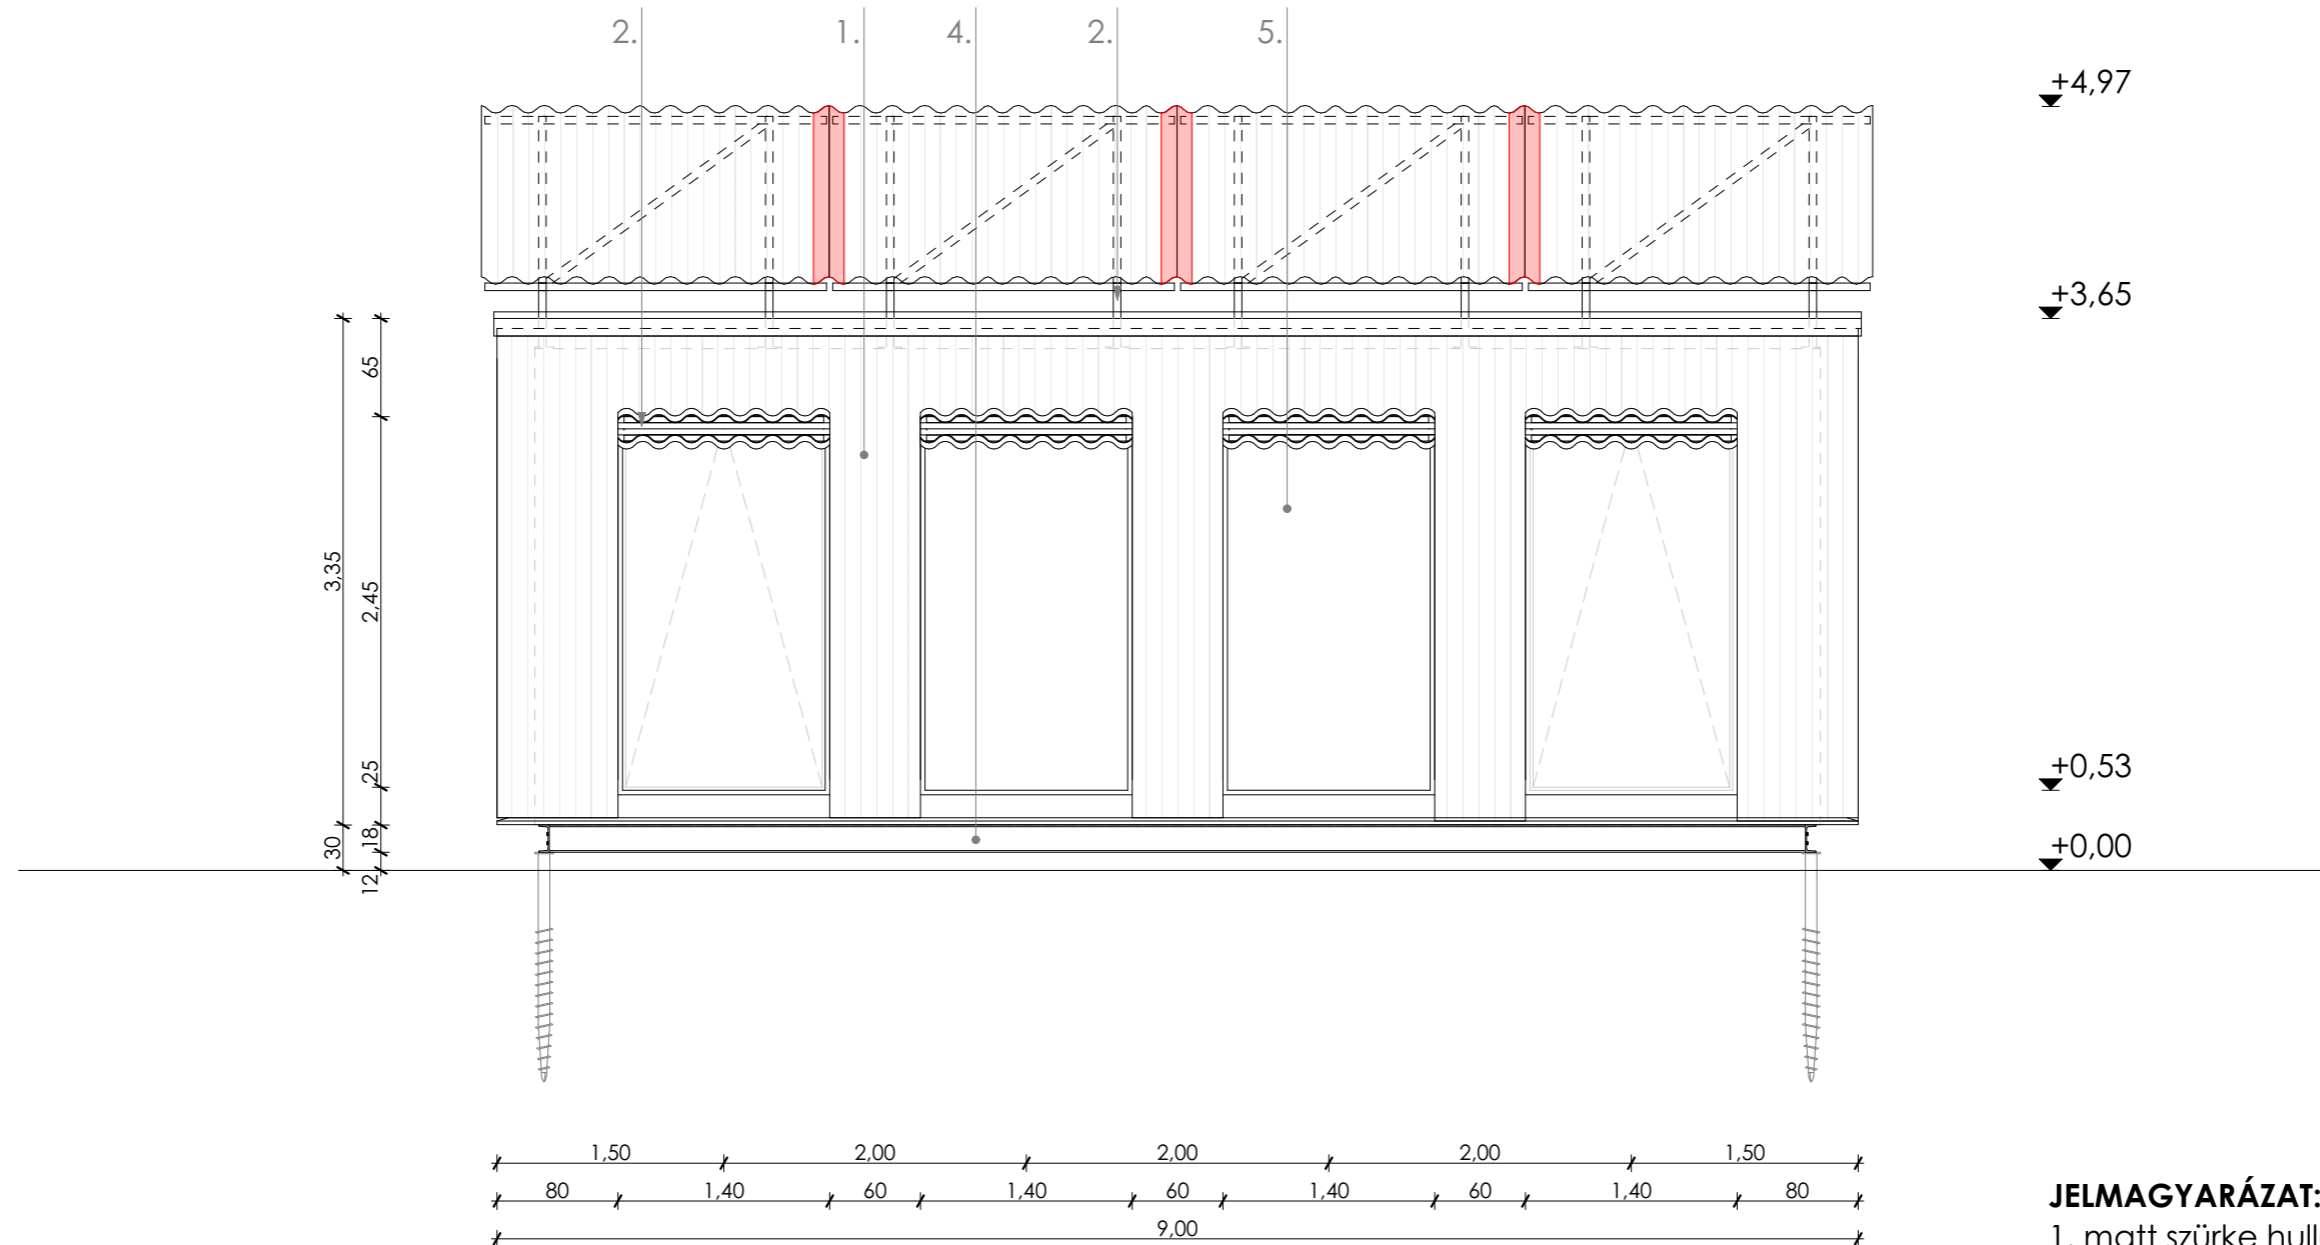 2. 1. 4. 2. 5.
+4,97
+3,65
65
3,35
2,45
25
+0,53
30
18
+0,00
12
1,50 2,00 2,00 2,00 1,50
80 1,40 60 1,40 60 1,40 60 1,40 80
9,00
JELMAGYARÁZAT:
1. matt szürke hull